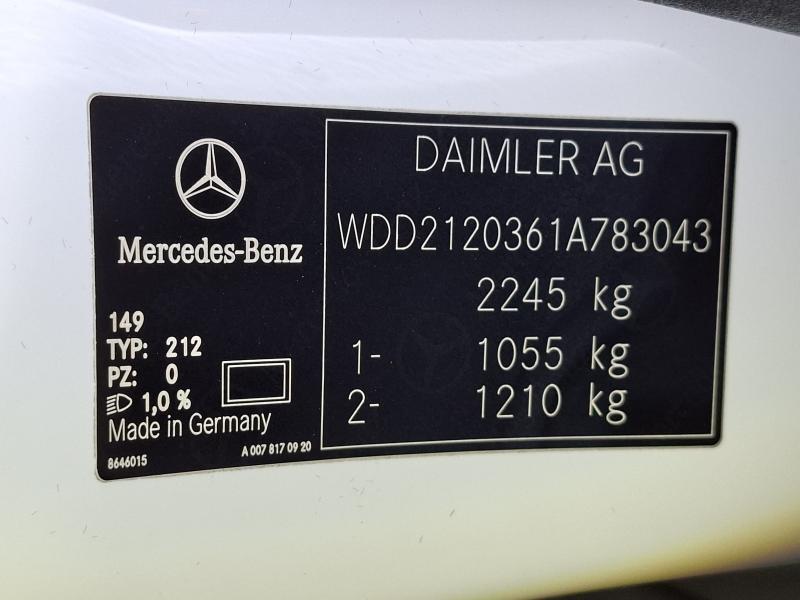 Mercedes-Benz
149
TYP: 212
PZ: 0
1,0 %
Made in Germany
8646015
A 007 817 09 20
DAIMLER AG
WDD2120361A783043
2245 kg
1- 1055 kg
2- 1210 kg